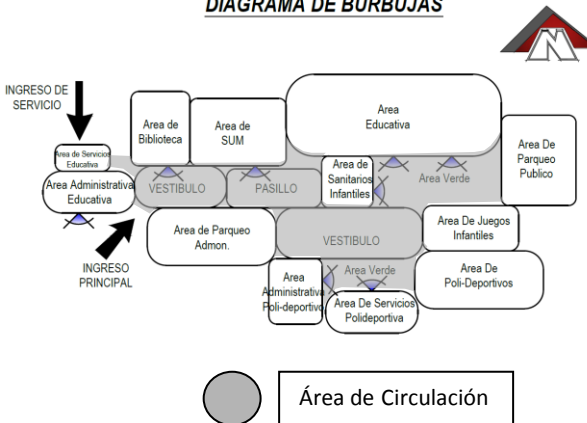 DIAGRAMA DE BURBUJAS
N
INGRESO DE
SERVICIO
Area de
Biblioteca
Area de
SUM
Area
Educativa
Area De
Parqueo
Publico
Area de Servicios
Educativa
Area Administrativa
Educativa
VESTIBULO
PASILLO
Area de
Sanitarios
Infantiles
Area Verde
INGRESO
PRINCIPAL
Area de Parqueo
Admon.
VESTIBULO
Area De Juegos
Infantiles
Area
Administrativa
Poli-deportivo
Area Verde
Area De Servicios
Polideportiva
Area De
Poli-Deportivos
Área de Circulación